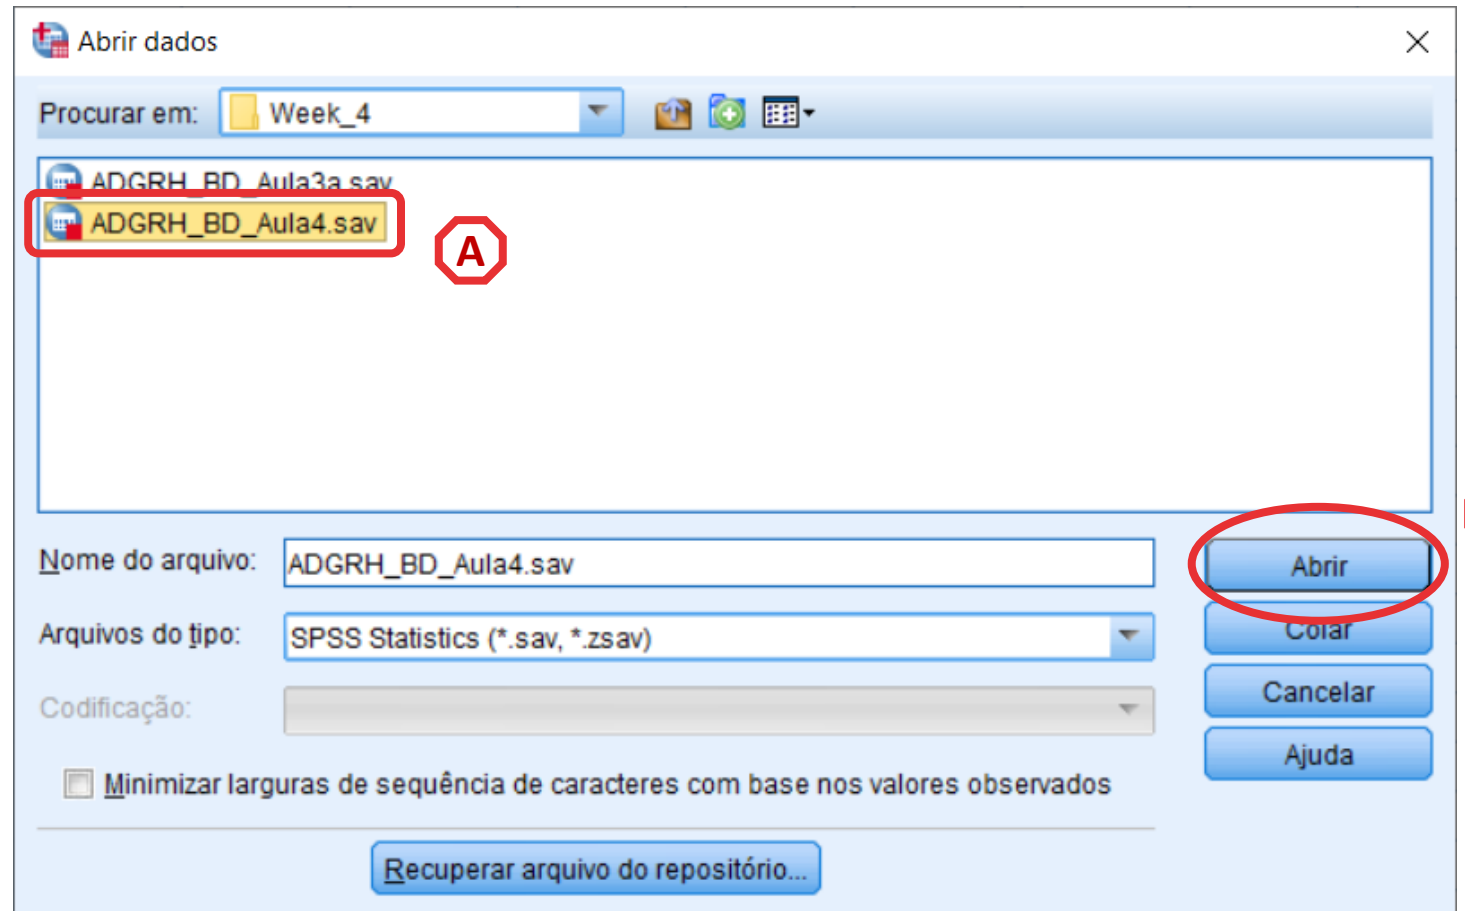 Abrir dados
Procurar em: Week_4
ADGRH_BD_Aula3a.sav
ADGRH_BD_Aula4.sav
A
Nome do arquivo: ADGRH_BD_Aula4.sav
Abrir
Arquivos do tipo: SPSS Statistics (*.sav, *.zsav)
Colar
Codificação:
Cancelar
Ajuda
Minimizar larguras de sequência de caracteres com base nos valores observados
Recuperar arquivo do repositório...